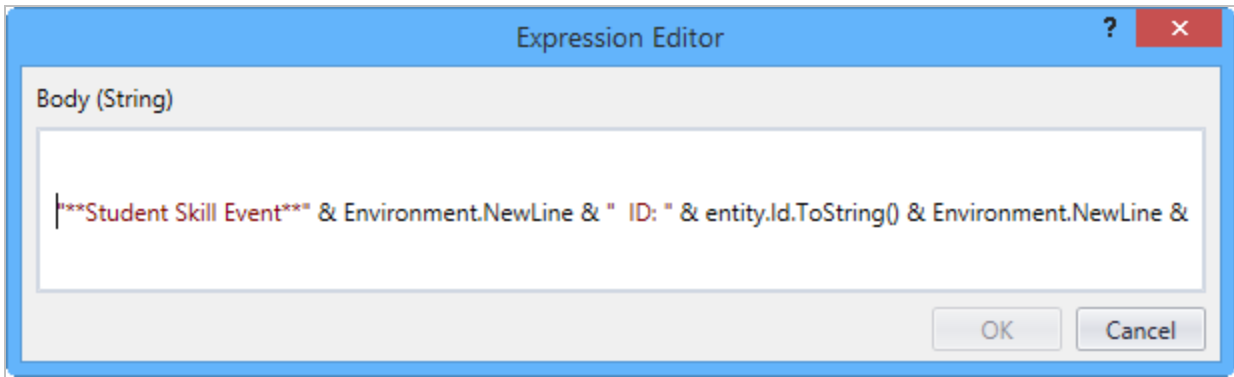 Expression Editor
?
Body (String)
"**Student Skill Event**" & Environment.NewLine & "  ID: " & entity.Id.ToString() & Environment.NewLine &
OK
Cancel